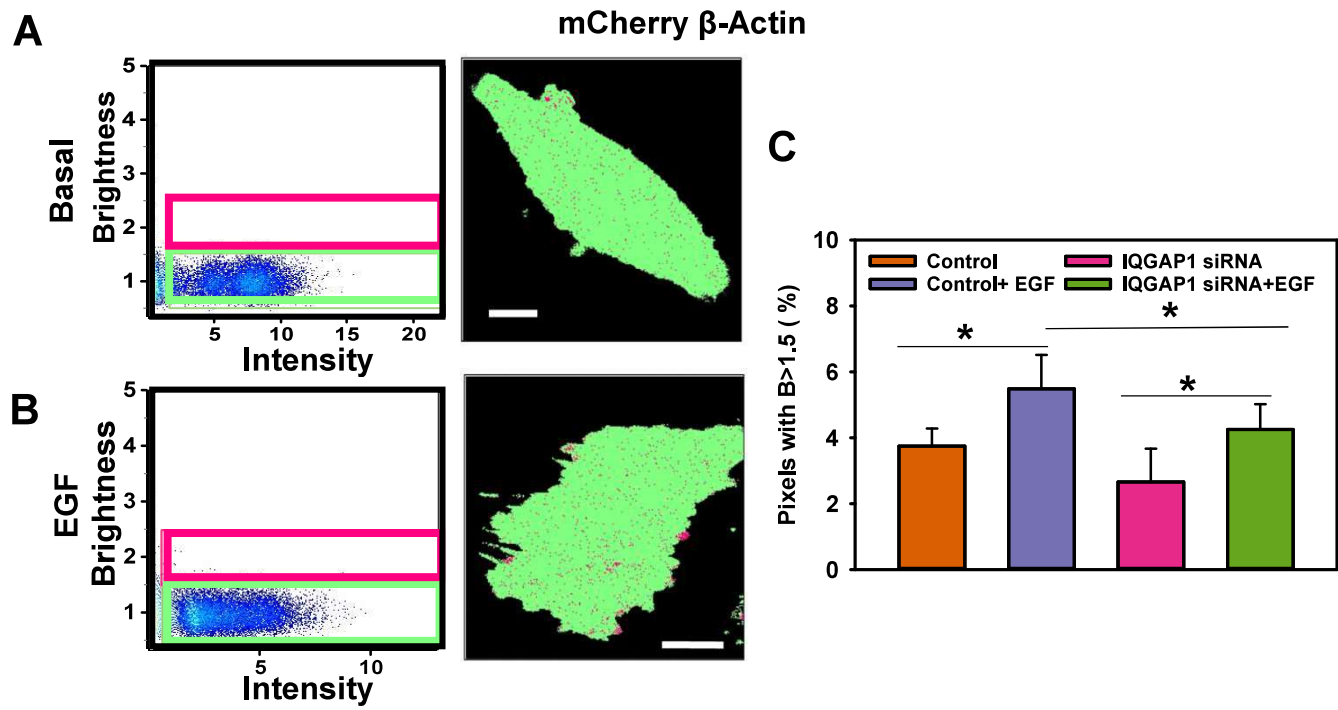 mCherry β-Actin
A
Basal
Brightness
5
4
3
2
1
5 10 15 20
Intensity
B
EGF
Brightness
5
4
3
2
1
5 10
Intensity
C
Pixels with B>1.5 ( %)
10
8
6
4
2
0
Control IQGAP1 siRNA
Control+ EGF IQGAP1 siRNA+EGF
* * *